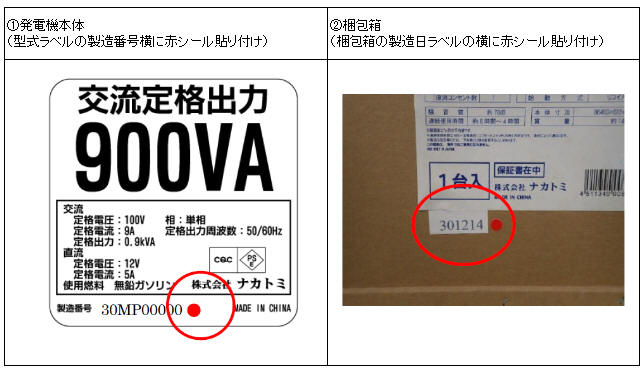 ①発電機本体
(型式ラベルの製造番号横に赤シール貼り付け)
②梱包箱
(梱包箱の製造日ラベルの横に赤シール貼り付け)
交流定格出力
900VA
交流
定格電圧：100V 相：単相
定格電流：9A 定格出力周波数：50/60Hz
定格出力：0.9kVA
直流
定格電圧：12V
定格電流：5A
使用燃料 無鉛ガソリン
CQC
PSE
株式会社 ナカトミ
製造番号 30MP00000
MADE IN CHINA
1台入
保証書在中
株式会社 ナカトミ
MADE IN CHINA
301214